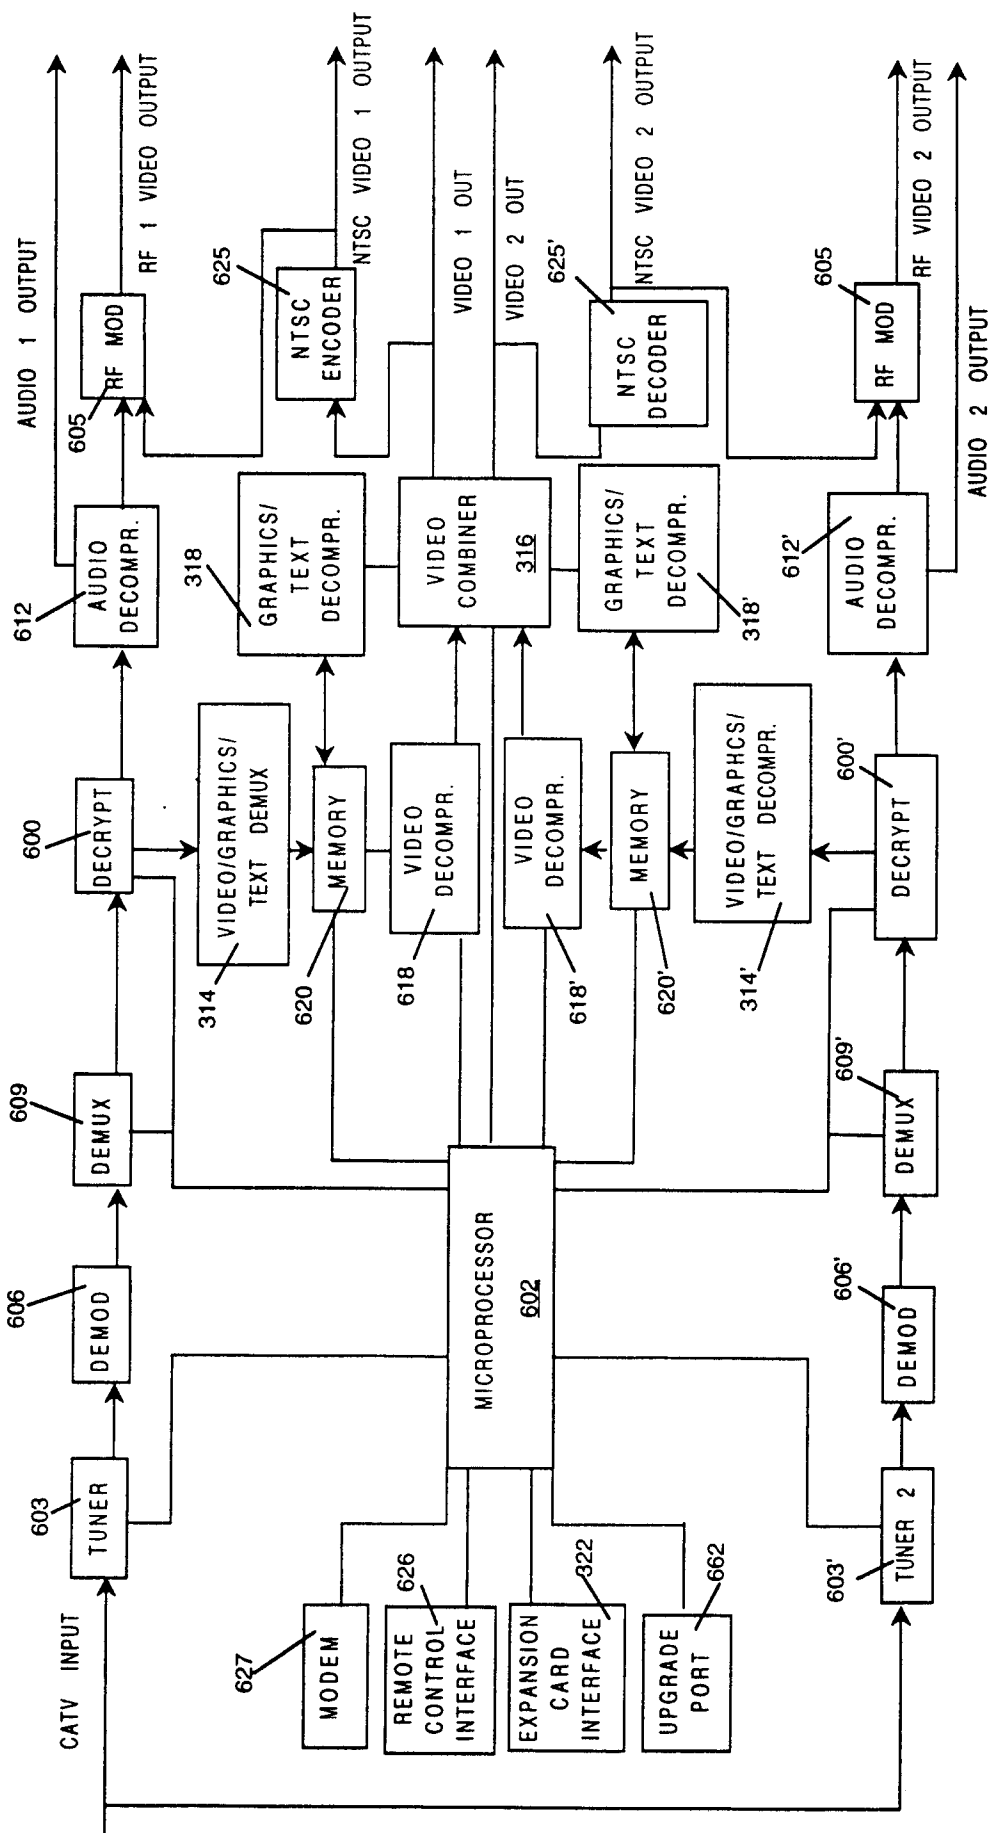 CATV INPUT
603
TUNER
606
DEMOD
609
DEMUX
600
DECRYPT
612
AUDIO
DECOMPR.
AUDIO 1 OUTPUT
605
RF MOD
RF 1 VIDEO OUTPUT
314
VIDEO/GRAPHICS/
TEXT DEMUX
318
GRAPHICS/
TEXT
DECOMPR.
625
NTSC
ENCODER
NTSC VIDEO 1 OUTPUT
620
MEMORY
618
VIDEO
DECOMPR.
VIDEO
COMBINER
316
VIDEO 1 OUT
VIDEO 2 OUT
627
MODEM
626
REMOTE
CONTROL
INTERFACE
322
EXPANSION
CARD
INTERFACE
662
UPGRADE
PORT
MICROPROCESSOR
602
618'
VIDEO
DECOMPR.
620'
MEMORY
318'
GRAPHICS/
TEXT
DECOMPR.
625'
NTSC
DECODER
NTSC VIDEO 2 OUTPUT
314'
VIDEO/GRAPHCS/
TEXT DECOMPR.
603'
TUNER 2
606'
DEMOD
609'
DEMUX
600'
DECRYPT
612'
AUDIO
DECOMPR.
605
RF MOD
RF VIDEO 2 OUTPUT
AUDIO 2 OUTPUT